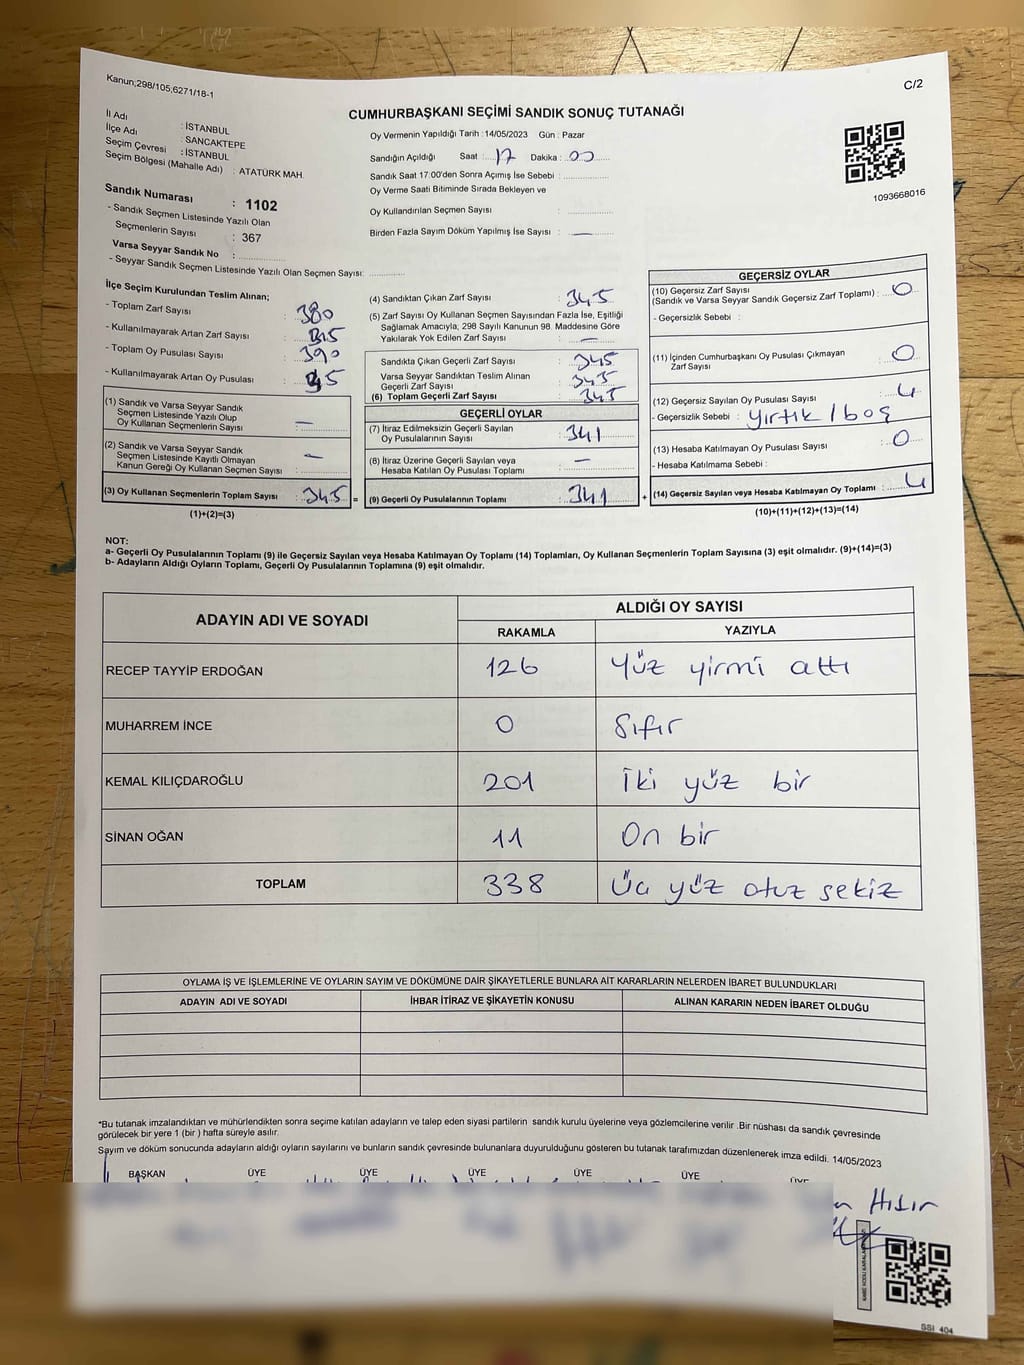 Kanun;298/105,6271/18-1
C/2
CUMHURBAŞKANI SEÇİMİ SANDIK SONUÇ TUTANAĞI
İl Adı : İSTANBUL
İlçe Adı : SANCAKTEPE
Seçim Çevresi : İSTANBUL
Seçim Bölgesi (Mahalle Adı) : ATATÜRK MAH.
Sandık Numarası : 1102
- Sandık Seçmen Listesinde Yazılı Olan
Seçmenlerin Sayısı : 367
Varsa Seyyar Sandık No :
- Seyyar Sandık Seçmen Listesinde Yazılı Olan Seçmen Sayısı:
Oy Vermenin Yapıldığı Tarih :14/05/2023 Gün : Pazar
Sandığın Açıldığı Saat : 17 Dakika : 00
Sandık Saat 17:00'den Sonra Açımış İse Sebebi :
Oy Verme Saati Bitiminde Sırada Bekleyen ve
Oy Kullandırılan Seçmen Sayısı :
Birden Fazla Sayım Döküm Yapılmış İse Sayısı : —
1093668016
İlçe Seçim Kurulundan Teslim Alınan;
- Toplam Zarf Sayısı : 380
- Kullanılmayarak Artan Zarf Sayısı :
- Toplam Oy Pusulası Sayısı : 390
- Kullanılmayarak Artan Oy Pusulası :
(1) Sandık ve Varsa Seyyar Sandık
Seçmen Listesinde Yazılı Olup
Oy Kullanan Seçmenlerin Sayısı : —
(2) Sandık ve Varsa Seyyar Sandık
Seçmen Listesinde Kayıtlı Olmayan
Kanun Gereği Oy Kullanan Seçmen Sayısı : —
(3) Oy Kullanan Seçmenlerin Toplam Sayısı : 345 =
(1)+(2)=(3)
(4) Sandıktan Çıkan Zarf Sayısı : 345
(5) Zarf Sayısı Oy Kullanan Seçmen Sayısından Fazla İse, Eşitliği
Sağlamak Amacıyla; 298 Sayılı Kanunun 98. Maddesine Göre
Yakılarak Yok Edilen Zarf Sayısı : —
Sandıkta Çıkan Geçerli Zarf Sayısı : 345
Varsa Seyyar Sandıktan Teslim Alınan
Geçerli Zarf Sayısı : 345
(6) Toplam Geçerli Zarf Sayısı : 345
GEÇERLİ OYLAR
(7) İtiraz Edilmeksizin Geçerli Sayılan
Oy Pusulalarının Sayısı : 341
(8) İtiraz Üzerine Geçerli Sayılan veya
Hesaba Katılan Oy Pusulası Toplamı : —
(9) Geçerli Oy Pusulalarının Toplamı : 341 +
GEÇERSİZ OYLAR
(10) Geçersiz Zarf Sayısı
(Sandık ve Varsa Seyyar Sandık Geçersiz Zarf Toplamı) : 0
- Geçersizlik Sebebi :
(11) İçinden Cumhurbaşkanı Oy Pusulası Çıkmayan
Zarf Sayısı : 0
(12) Geçersiz Sayılan Oy Pusulası Sayısı : 4
- Geçersizlik Sebebi : yırtık / boş
(13) Hesaba Katılmayan Oy Pusulası Sayısı : 0
- Hesaba Katılmama Sebebi :
(14) Geçersiz Sayılan veya Hesaba Katılmayan Oy Toplamı : 4
(10)+(11)+(12)+(13)=(14)
NOT:
a- Geçerli Oy Pusulalarının Toplamı (9) ile Geçersiz Sayılan veya Hesaba Katılmayan Oy Toplamı (14) Toplamları, Oy Kullanan Seçmenlerin Toplam Sayısına (3) eşit olmalıdır. (9)+(14)=(3)
b- Adayların Aldığı Oyların Toplamı, Geçerli Oy Pusulalarının Toplamına (9) eşit olmalıdır.
ADAYIN ADI VE SOYADI ALDIĞI OY SAYISI
RAKAMLA YAZIYLA
RECEP TAYYİP ERDOĞAN 126 Yüz yirmi altı
MUHARREM İNCE 0 Sıfır
KEMAL KILIÇDAROĞLU 201 İki yüz bir
SİNAN OĞAN 11 On bir
TOPLAM 338 Üç yüz otuz sekiz
OYLAMA İŞ VE İŞLEMLERİNE VE OYLARIN SAYIM VE DÖKÜMÜNE DAİR ŞİKAYETLERLE BUNLARA AİT KARARLARIN NELERDEN İBARET BULUNDUKLARI
ADAYIN ADI VE SOYADI İHBAR İTİRAZ VE ŞİKAYETİN KONUSU ALINAN KARARIN NEDEN İBARET OLDUĞU
*Bu tutanak imzalandıktan ve mühürlendikten sonra seçime katılan adayların ve talep eden siyasi partilerin sandık kurulu üyelerine veya gözlemcilerine verilir .Bir nüshası da sandık çevresinde
görülecek bir yere 1 (bir ) hafta süreyle asılır.
Sayım ve döküm sonucunda adayların aldığı oyların sayılarını ve bunların sandık çevresinde bulunanlara duyurulduğunu gösteren bu tutanak tarafımızdan düzenlenerek imza edildi. 14/05/2023
BAŞKAN ÜYE ÜYE ÜYE ÜYE ÜYE ÜYE
Hısır
SSI 404